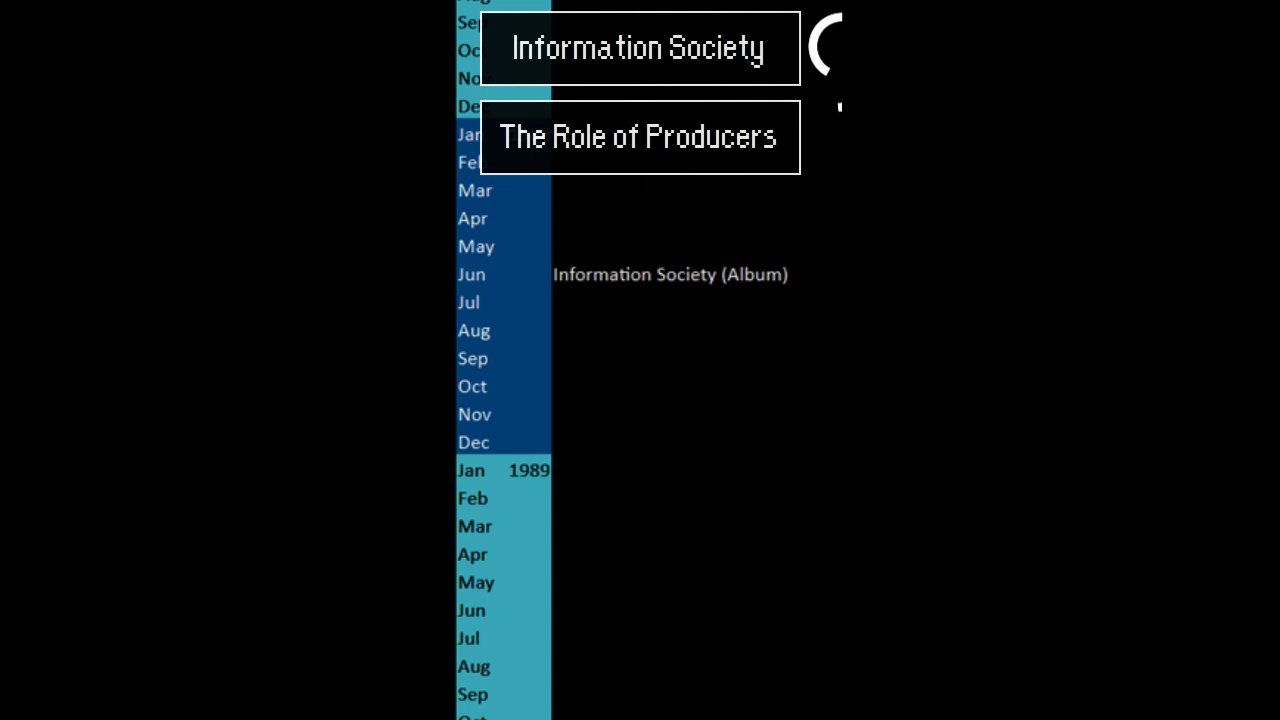 Information Society
The Role of Producers
Mar
Apr
May
Jun Information Society (Album)
Jul
Aug
Sep
Oct
Nov
Dec
Jan 1989
Feb
Mar
Apr
May
Jun
Jul
Aug
Sep